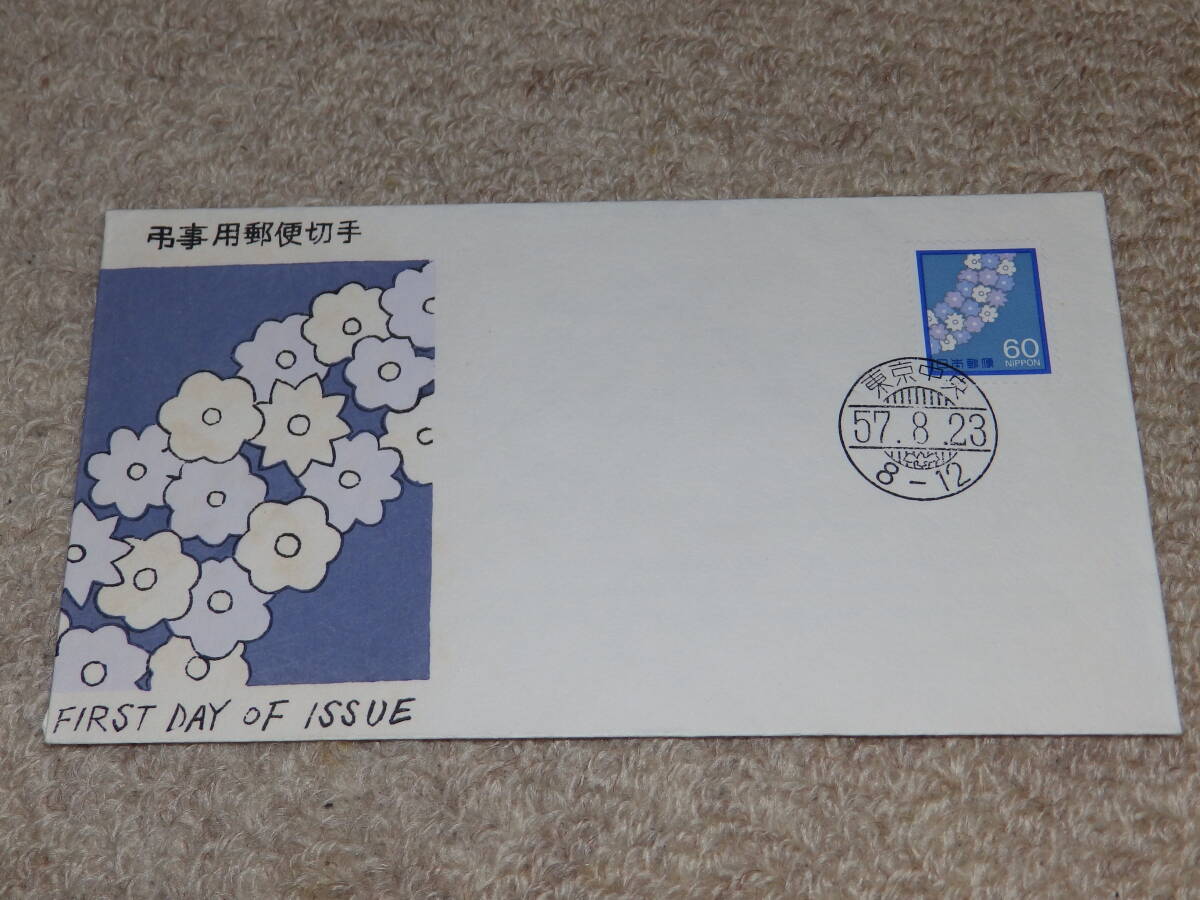 弔事用郵便切手
60
NIPPON
日本郵便
東京中央
57.8.23
8-12
FIRST DAY OF ISSUE